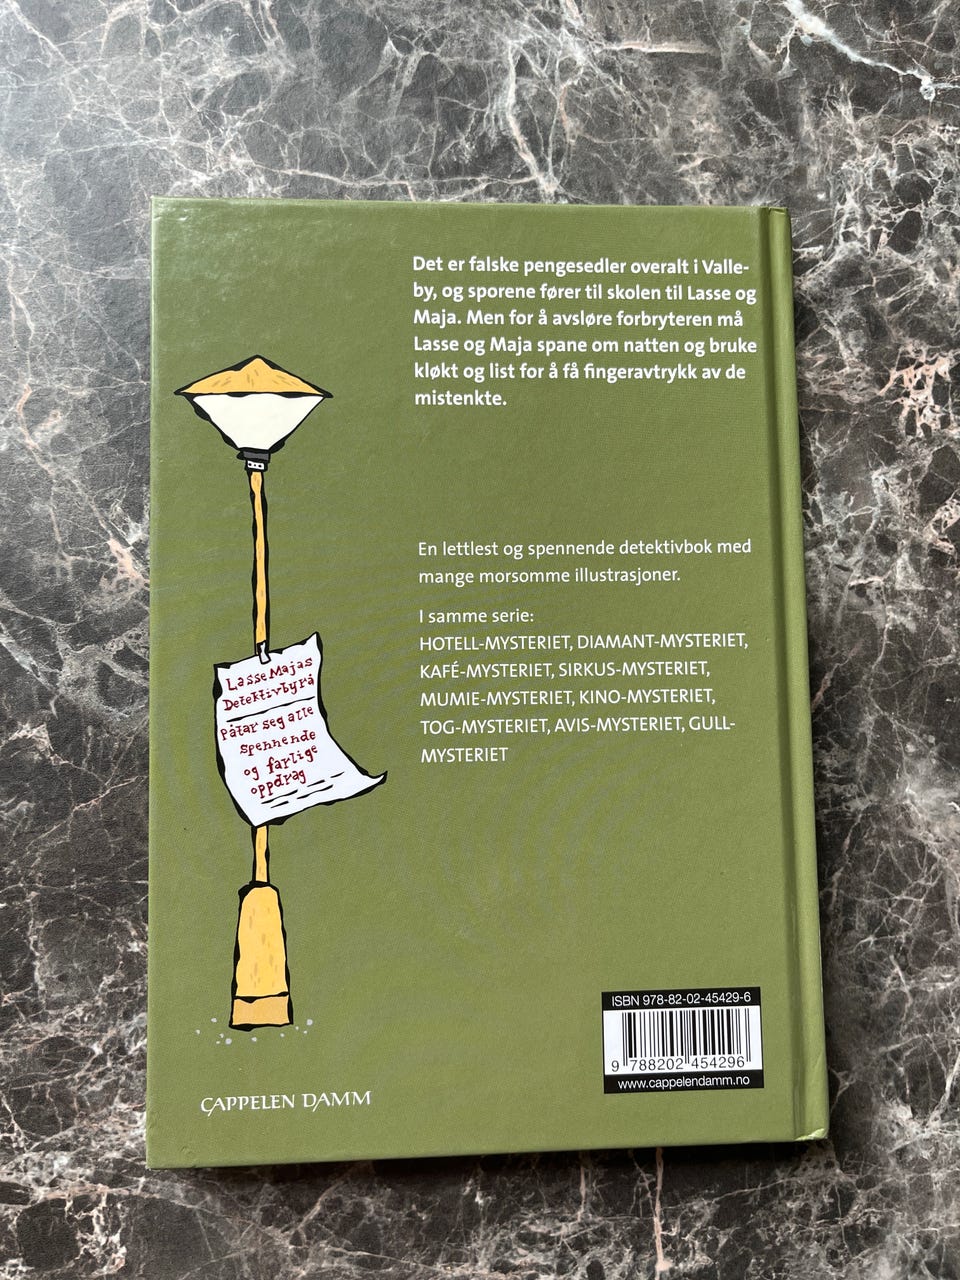 Det er falske pengesedler overalt i Valle-
by, og sporene fører til skolen til Lasse og
Maja. Men for å avsløre forbryteren må
Lasse og Maja spane om natten og bruke
kløkt og list for å få fingeravtrykk av de
mistenkte.
En lettlest og spennende detektivbok med
mange morsomme illustrasjoner.
I samme serie:
HOTELL-MYSTERIET, DIAMANT-MYSTERIET,
KAFÉ-MYSTERIET, SIRKUS-MYSTERIET,
MUMIE-MYSTERIET, KINO-MYSTERIET,
TOG-MYSTERIET, AVIS-MYSTERIET, GULL-
MYSTERIET
LasseMajas
Detektivbyrå
Påtar seg alle
spennende
og farlige
oppdrag
ISBN 978-82-02-45429-6
9 788202 454296
www.cappelendamm.no
CAPPELEN DAMM